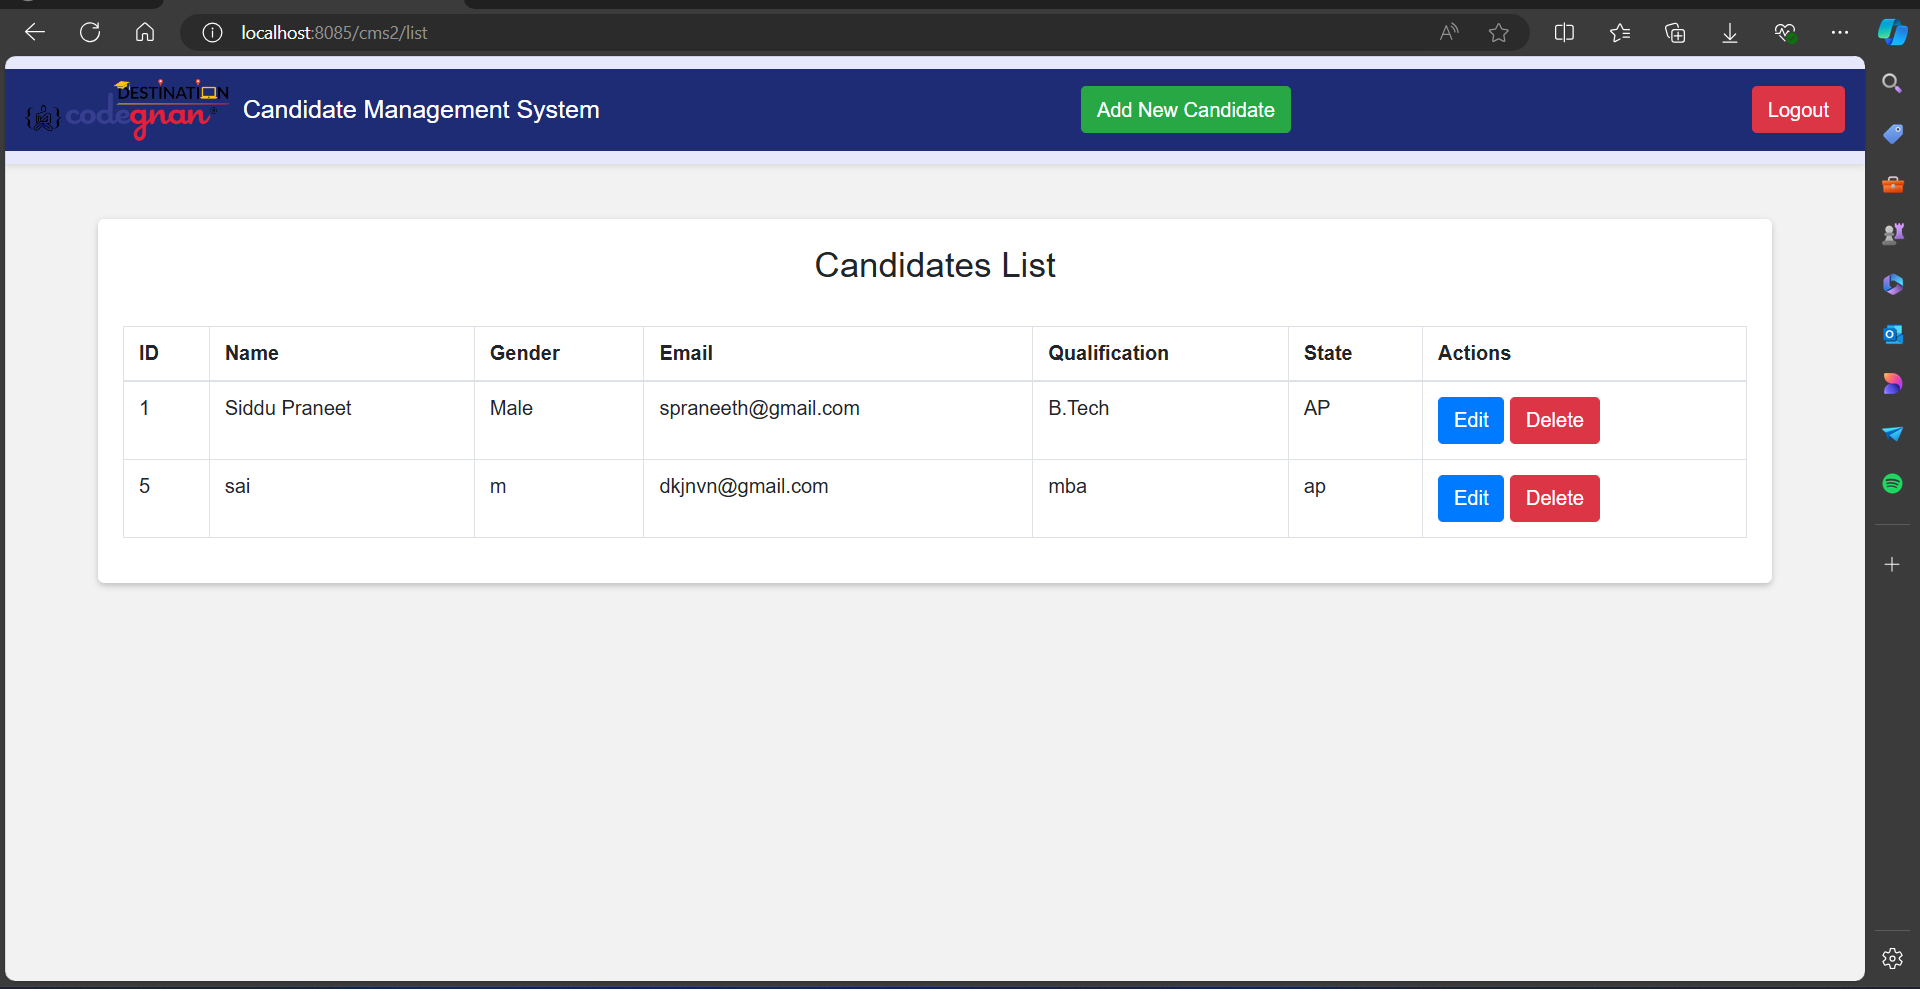 localhost:8085/cms2/list
DESTINATION
codegnan
Candidate Management System
Add New Candidate
Logout
Candidates List
ID Name Gender Email Qualification State Actions
1 Siddu Praneet Male spraneeth@gmail.com B.Tech AP Edit Delete
5 sai m dkjnvn@gmail.com mba ap Edit Delete